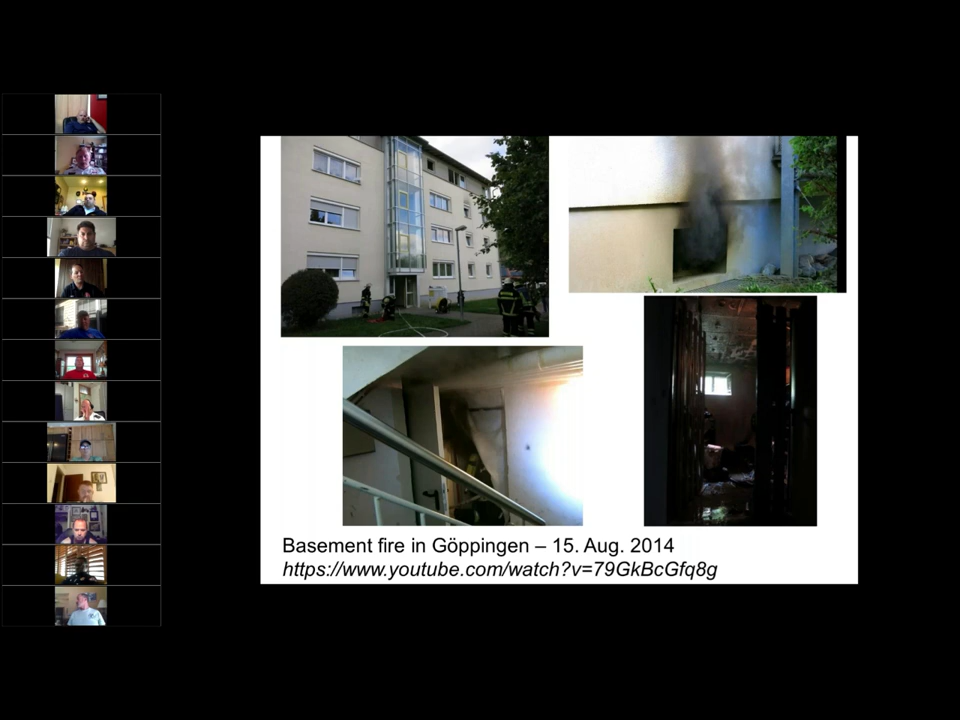 Basement fire in Göppingen – 15. Aug. 2014
https://www.youtube.com/watch?v=79GkBcGfq8g